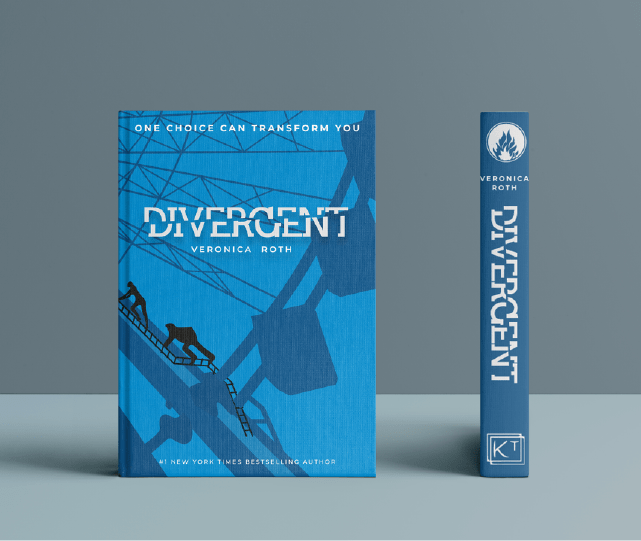 ONE CHOICE CAN TRANSFORM YOU
DIVERGENT
VERONICA ROTH
#1 NEW YORK TIMES BESTSELLING AUTHOR
VERONICA
ROTH
DIVERGENT
KT